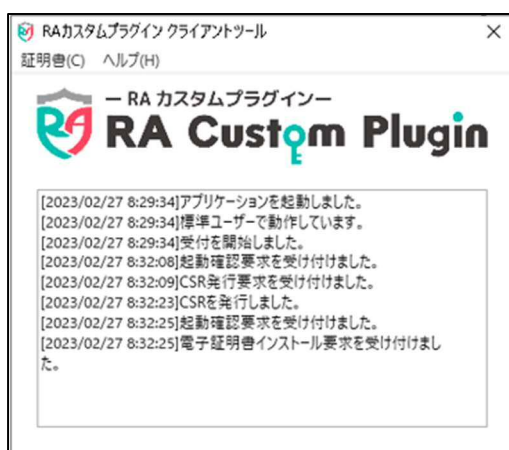 RAカスタムプラグイン クライアントツール
証明書(C) ヘルプ(H)
ー RA カスタムプラグインー
RA Custom Plugin
[2023/02/27 8:29:34]アプリケーションを起動しました。
[2023/02/27 8:29:34]標準ユーザーで動作しています。
[2023/02/27 8:29:34]受付を開始しました。
[2023/02/27 8:32:08]起動確認要求を受け付けました。
[2023/02/27 8:32:09]CSR発行要求を受け付けました。
[2023/02/27 8:32:23]CSRを発行しました。
[2023/02/27 8:32:25]起動確認要求を受け付けました。
[2023/02/27 8:32:25]電子証明書インストール要求を受け付けまし
た。